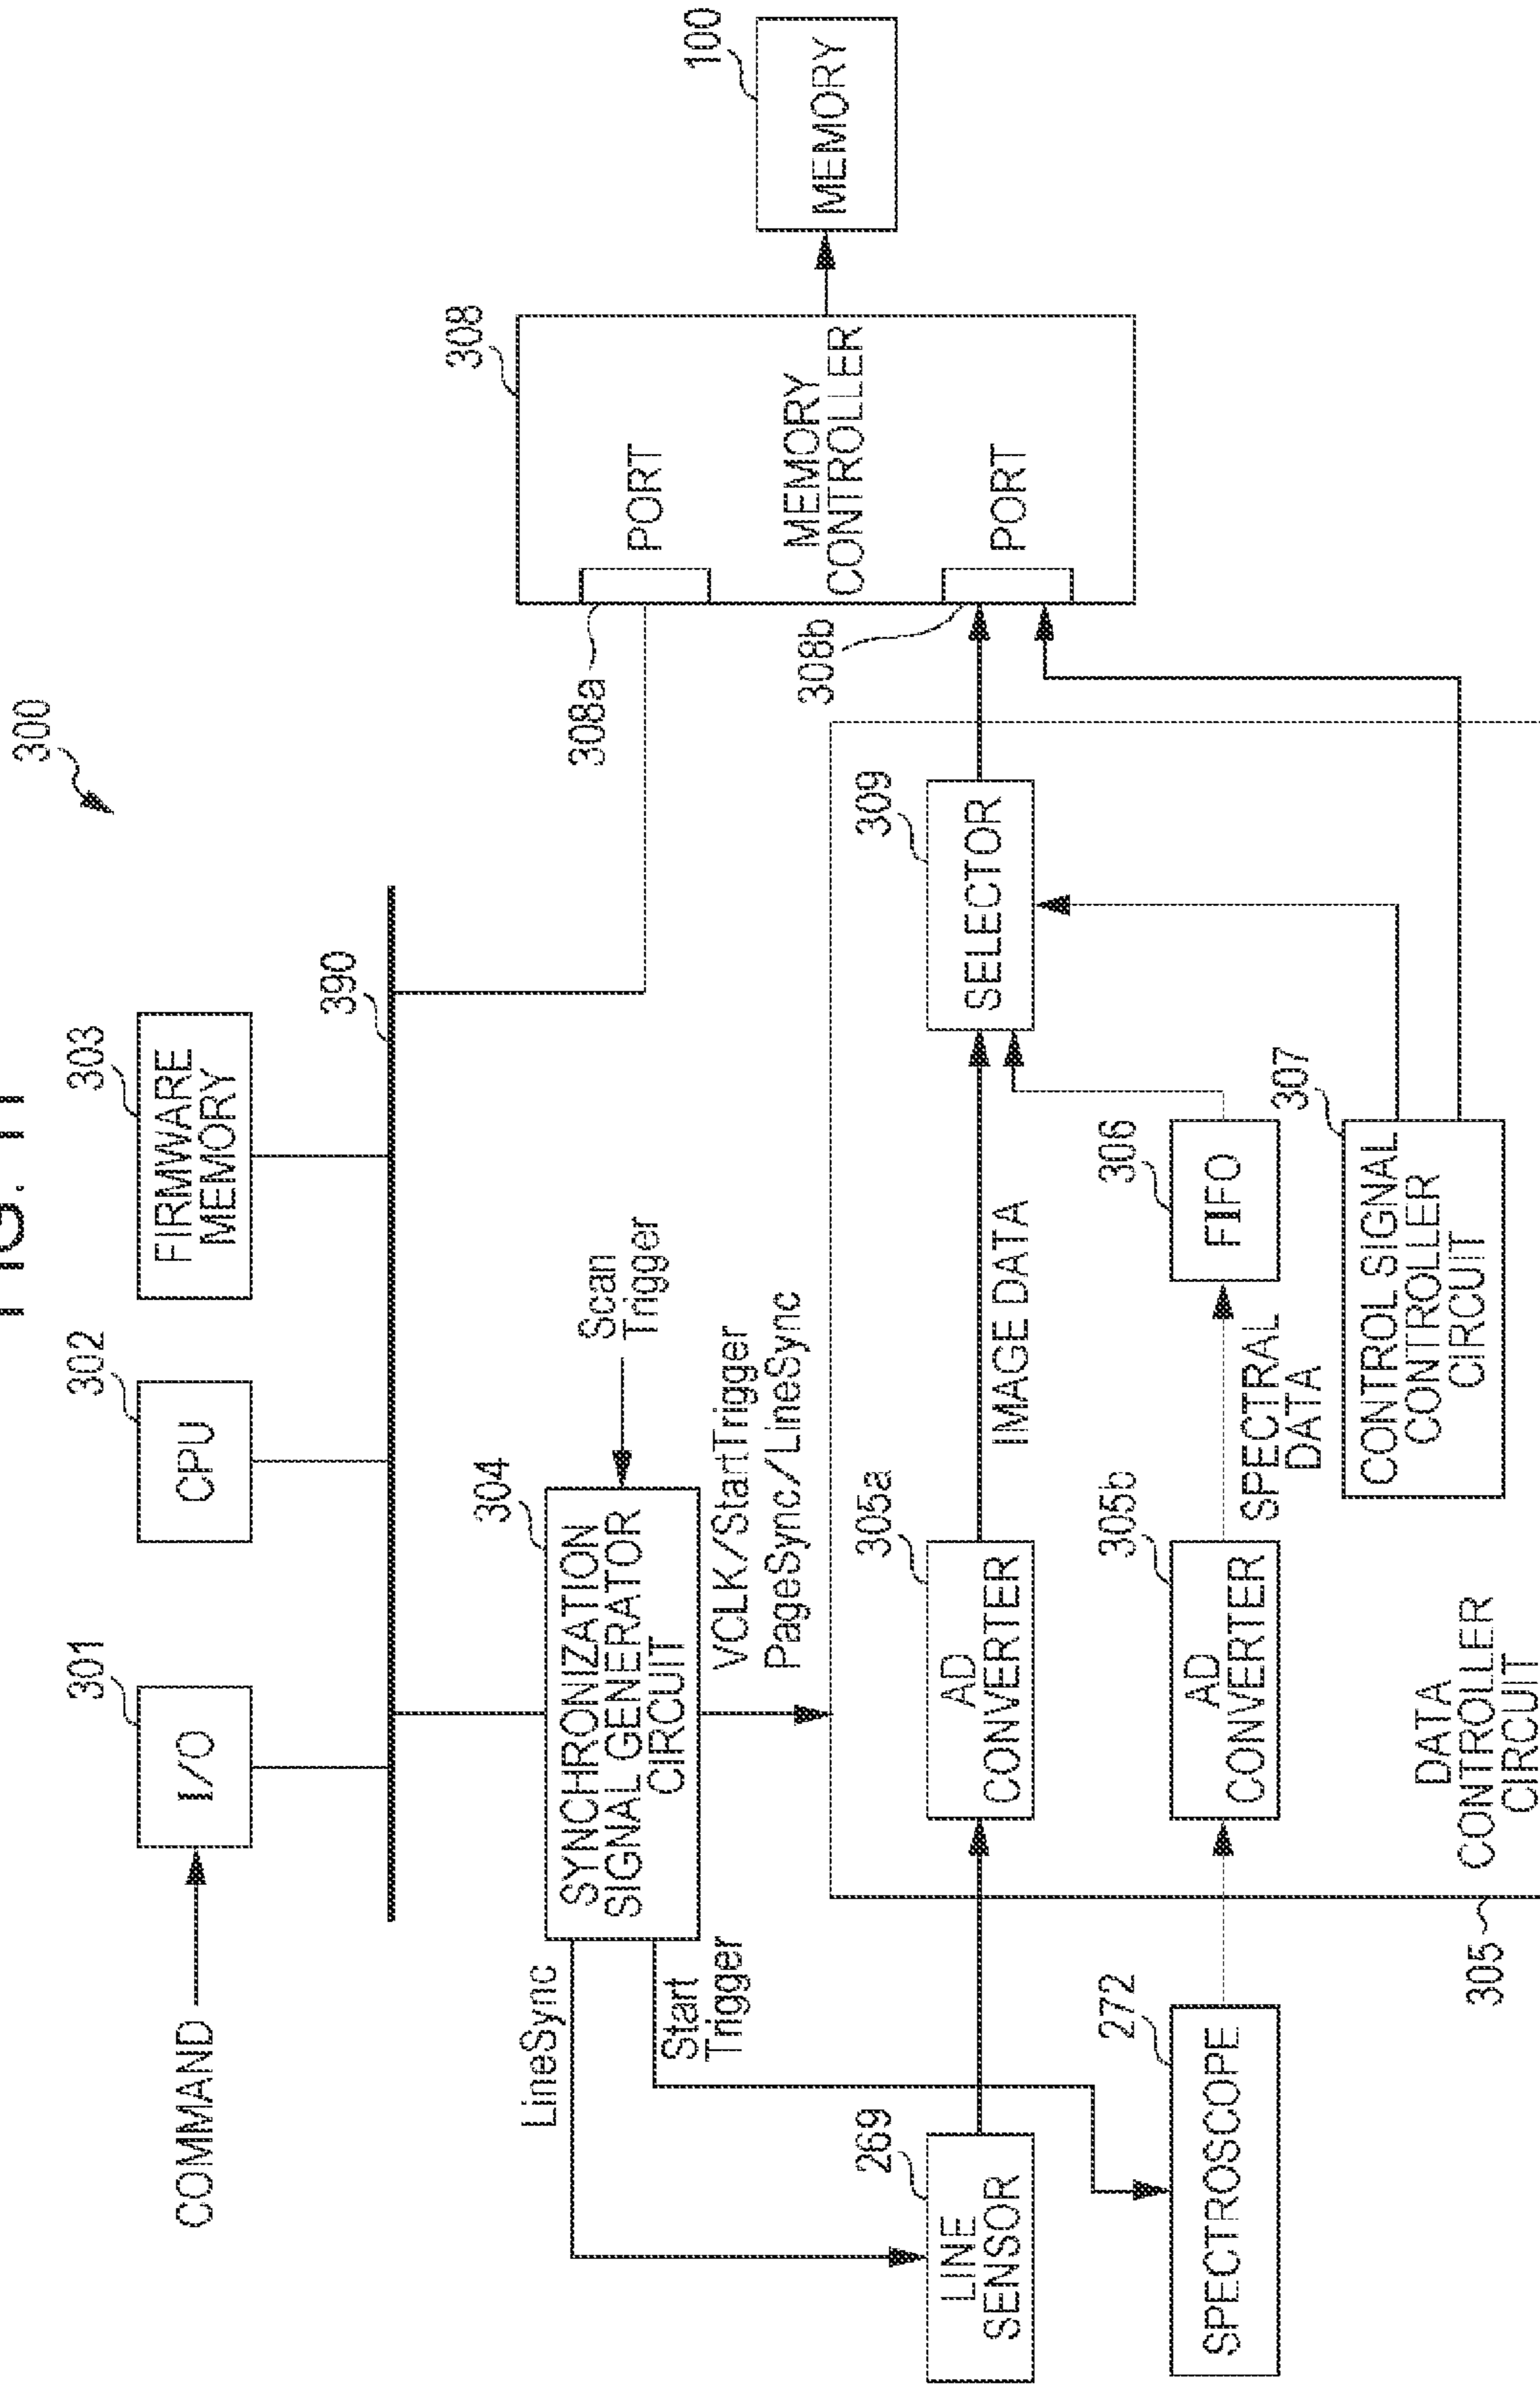 FIG. 11
300
COMMAND
301
I/O
302
CPU
303
FIRMWARE
MEMORY
390
304
SYNCHRONIZATION
SIGNAL GENERATOR
CIRCUIT
Scan
Trigger
LineSync
Start
Trigger
VCLK/StartTrigger
PageSync/LineSync
308
308a
PORT
MEMORY
CONTROLLER
308b
PORT
100
MEMORY
269
LINE
SENSOR
305a
AD
CONVERTER
IMAGE DATA
309
SELECTOR
272
SPECTROSCOPE
305b
AD
CONVERTER
SPECTRAL
DATA
306
FIFO
307
CONTROL SIGNAL
CONTROLLER
CIRCUIT
305
DATA
CONTROLLER
CIRCUIT